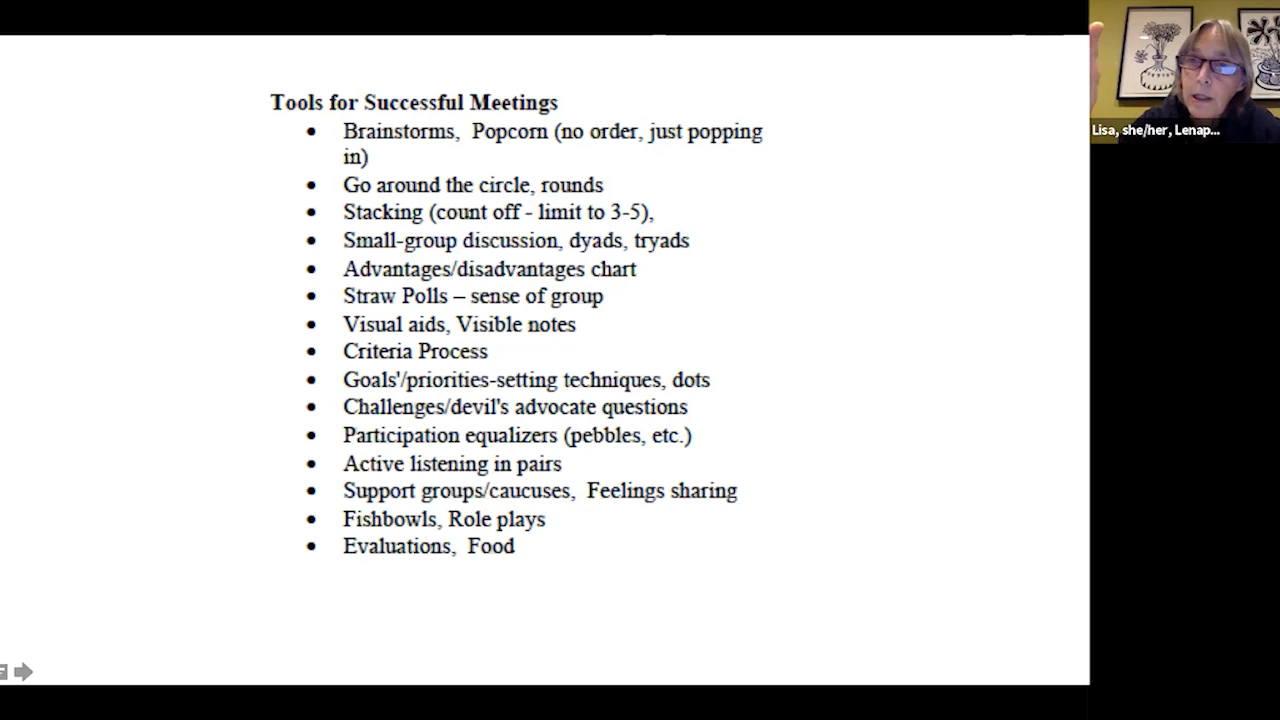 Tools for Successful Meetings
• Brainstorms, Popcorn (no order, just popping
in)
• Go around the circle, rounds
• Stacking (count off - limit to 3-5),
• Small-group discussion, dyads, tryads
• Advantages/disadvantages chart
• Straw Polls – sense of group
• Visual aids, Visible notes
• Criteria Process
• Goals'/priorities-setting techniques, dots
• Challenges/devil's advocate questions
• Participation equalizers (pebbles, etc.)
• Active listening in pairs
• Support groups/caucuses, Feelings sharing
• Fishbowls, Role plays
• Evaluations, Food
Lisa, she/her, Lenap...